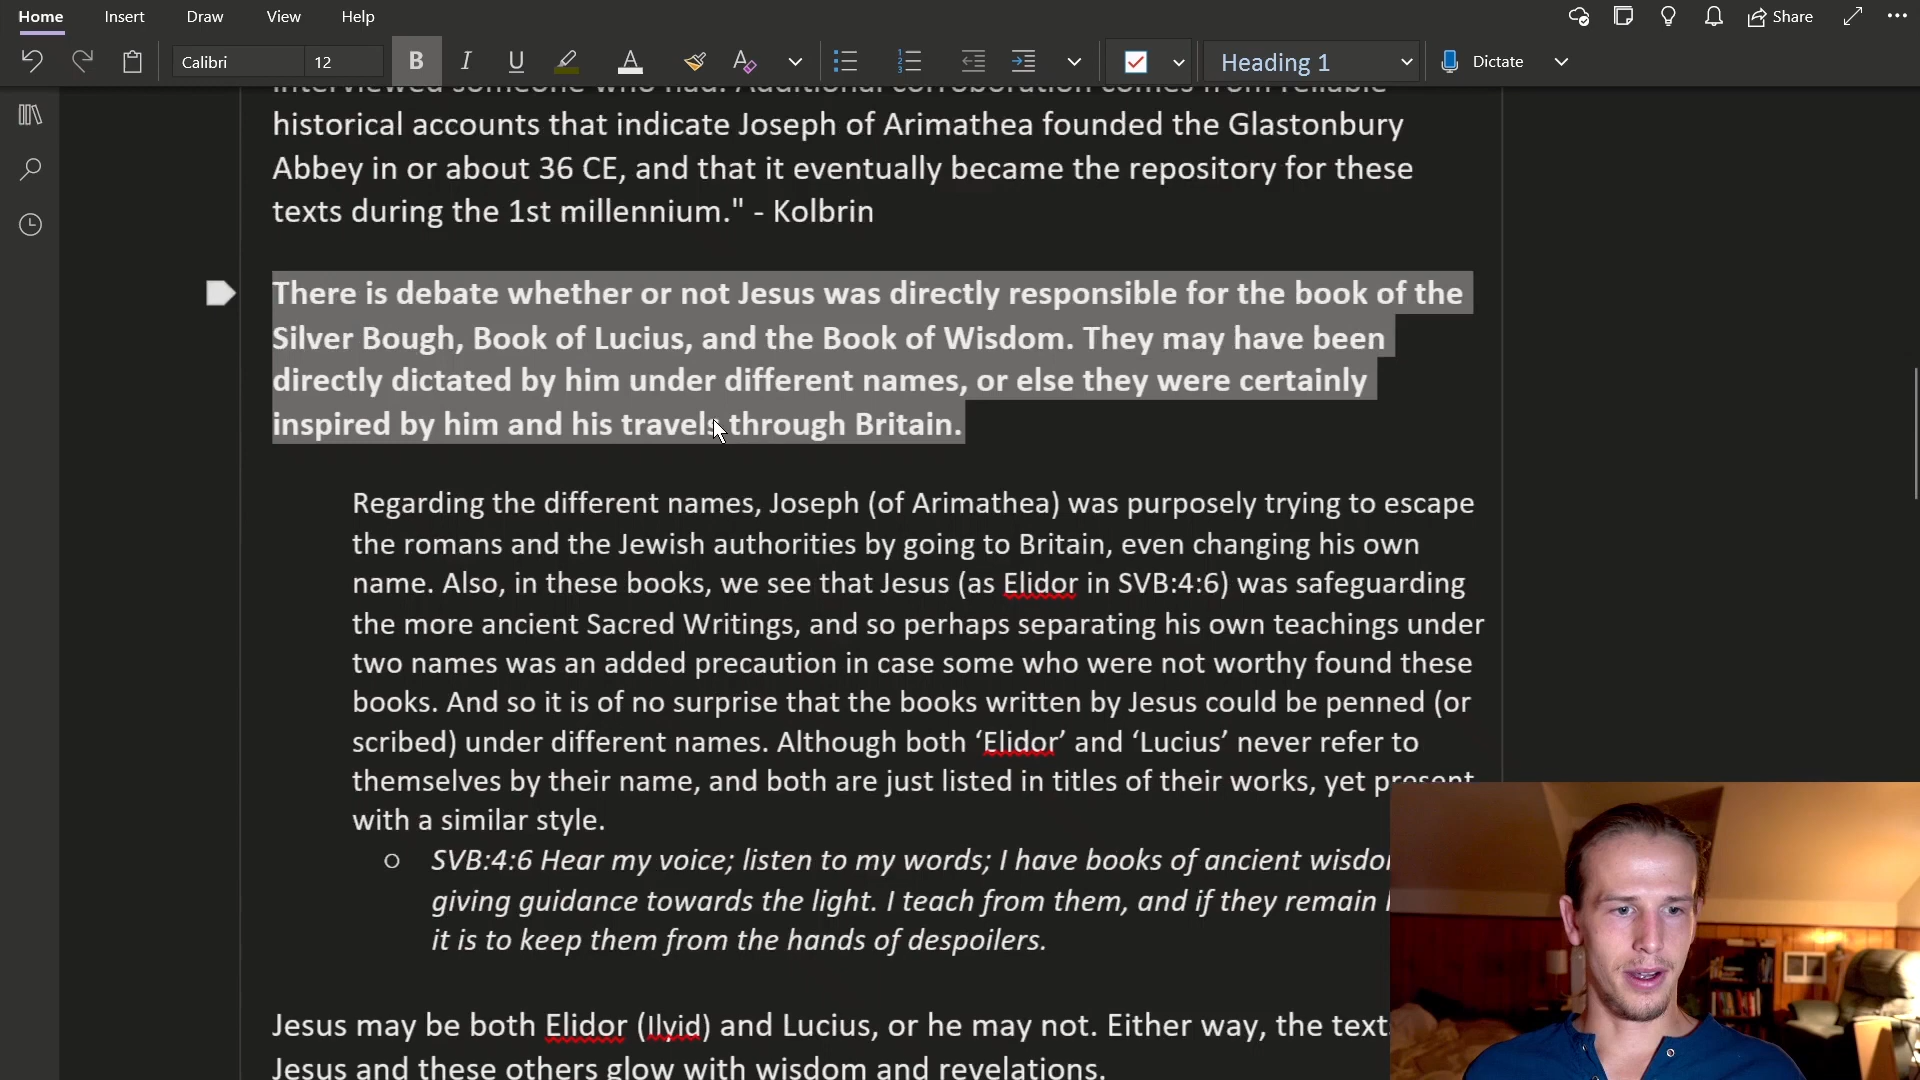 Home Insert Draw View Help
Share
Calibri 12 B I U A A Heading 1 Dictate
interviewed someone who had. Additional corroboration comes from reliable
historical accounts that indicate Joseph of Arimathea founded the Glastonbury
Abbey in or about 36 CE, and that it eventually became the repository for these
texts during the 1st millennium." - Kolbrin
There is debate whether or not Jesus was directly responsible for the book of the
Silver Bough, Book of Lucius, and the Book of Wisdom. They may have been
directly dictated by him under different names, or else they were certainly
inspired by him and his travels through Britain.
Regarding the different names, Joseph (of Arimathea) was purposely trying to escape
the romans and the Jewish authorities by going to Britain, even changing his own
name. Also, in these books, we see that Jesus (as Elidor in SVB:4:6) was safeguarding
the more ancient Sacred Writings, and so perhaps separating his own teachings under
two names was an added precaution in case some who were not worthy found these
books. And so it is of no surprise that the books written by Jesus could be penned (or
scribed) under different names. Although both ‘Elidor’ and ‘Lucius’ never refer to
themselves by their name, and both are just listed in titles of their works, yet present
with a similar style.
○ SVB:4:6 Hear my voice; listen to my words; I have books of ancient
giving guidance towards the light. I teach from them, and if they remain
it is to keep them from the hands of despoilers.
Jesus may be both Elidor (Ilvid) and Lucius, or he may not. Either way, the
Jesus and these others glow with wisdom and revelations.